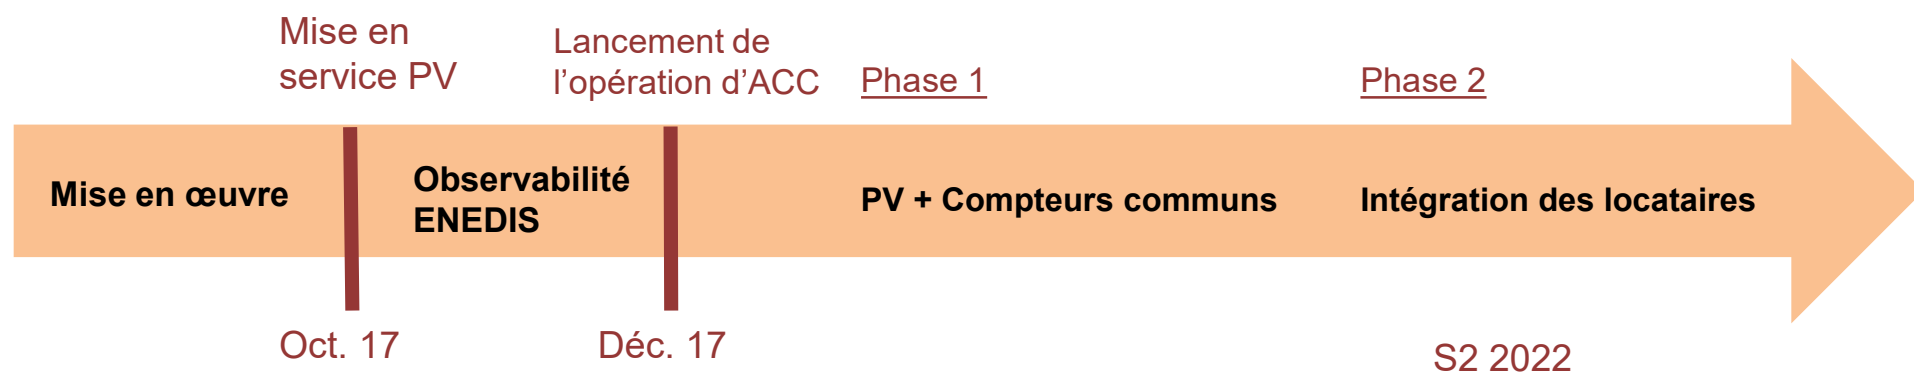 Mise en
service PV
Lancement de
l’opération d’ACC
Phase 1
Phase 2
Mise en œuvre
Observabilité
ENEDIS
PV + Compteurs communs
Intégration des locataires
Oct. 17
Déc. 17
S2 2022